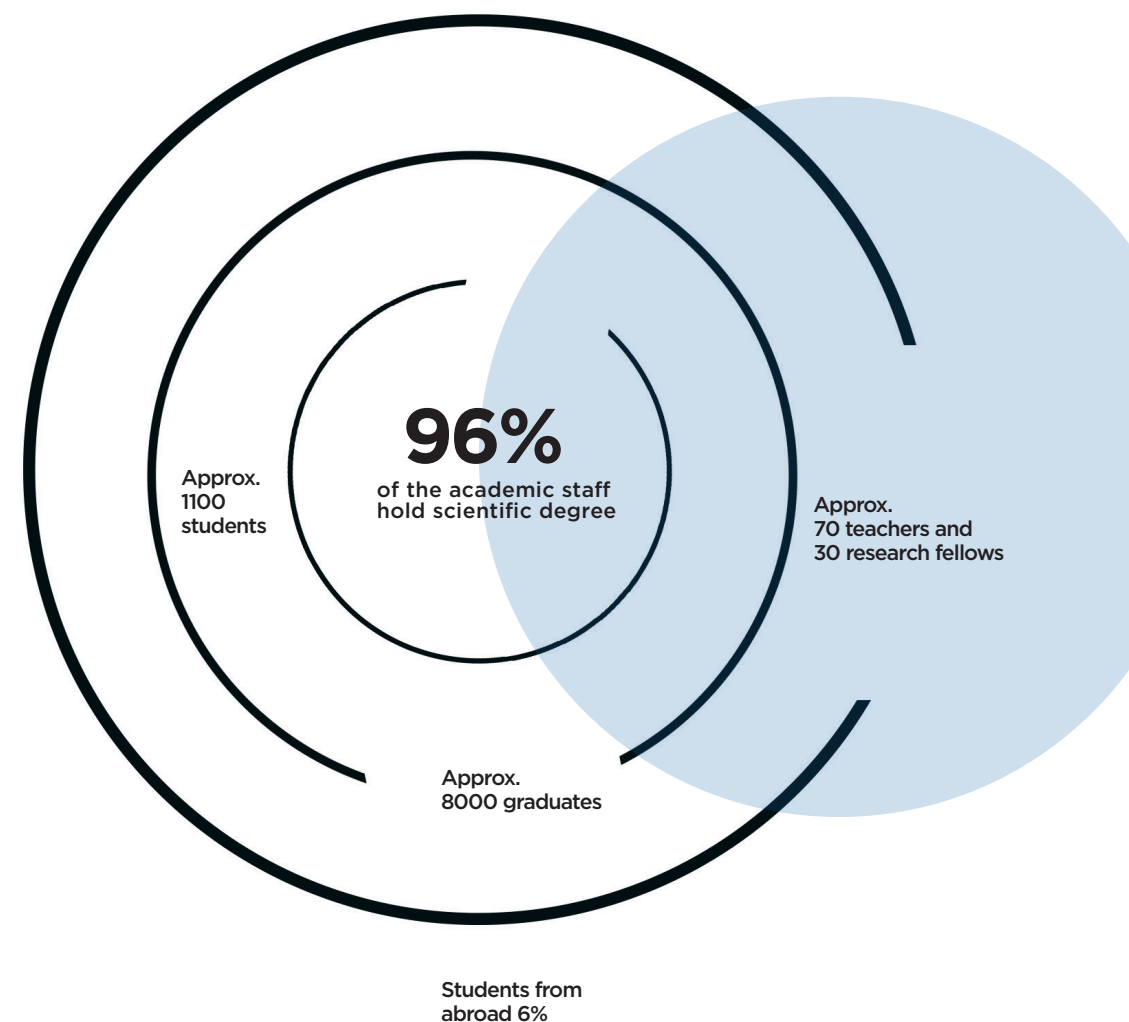 96%
of the academic staff
hold scientific degree
Approx.
1100
students
Approx.
70 teachers and
30 research fellows
Approx.
8000 graduates
Students from
abroad 6%